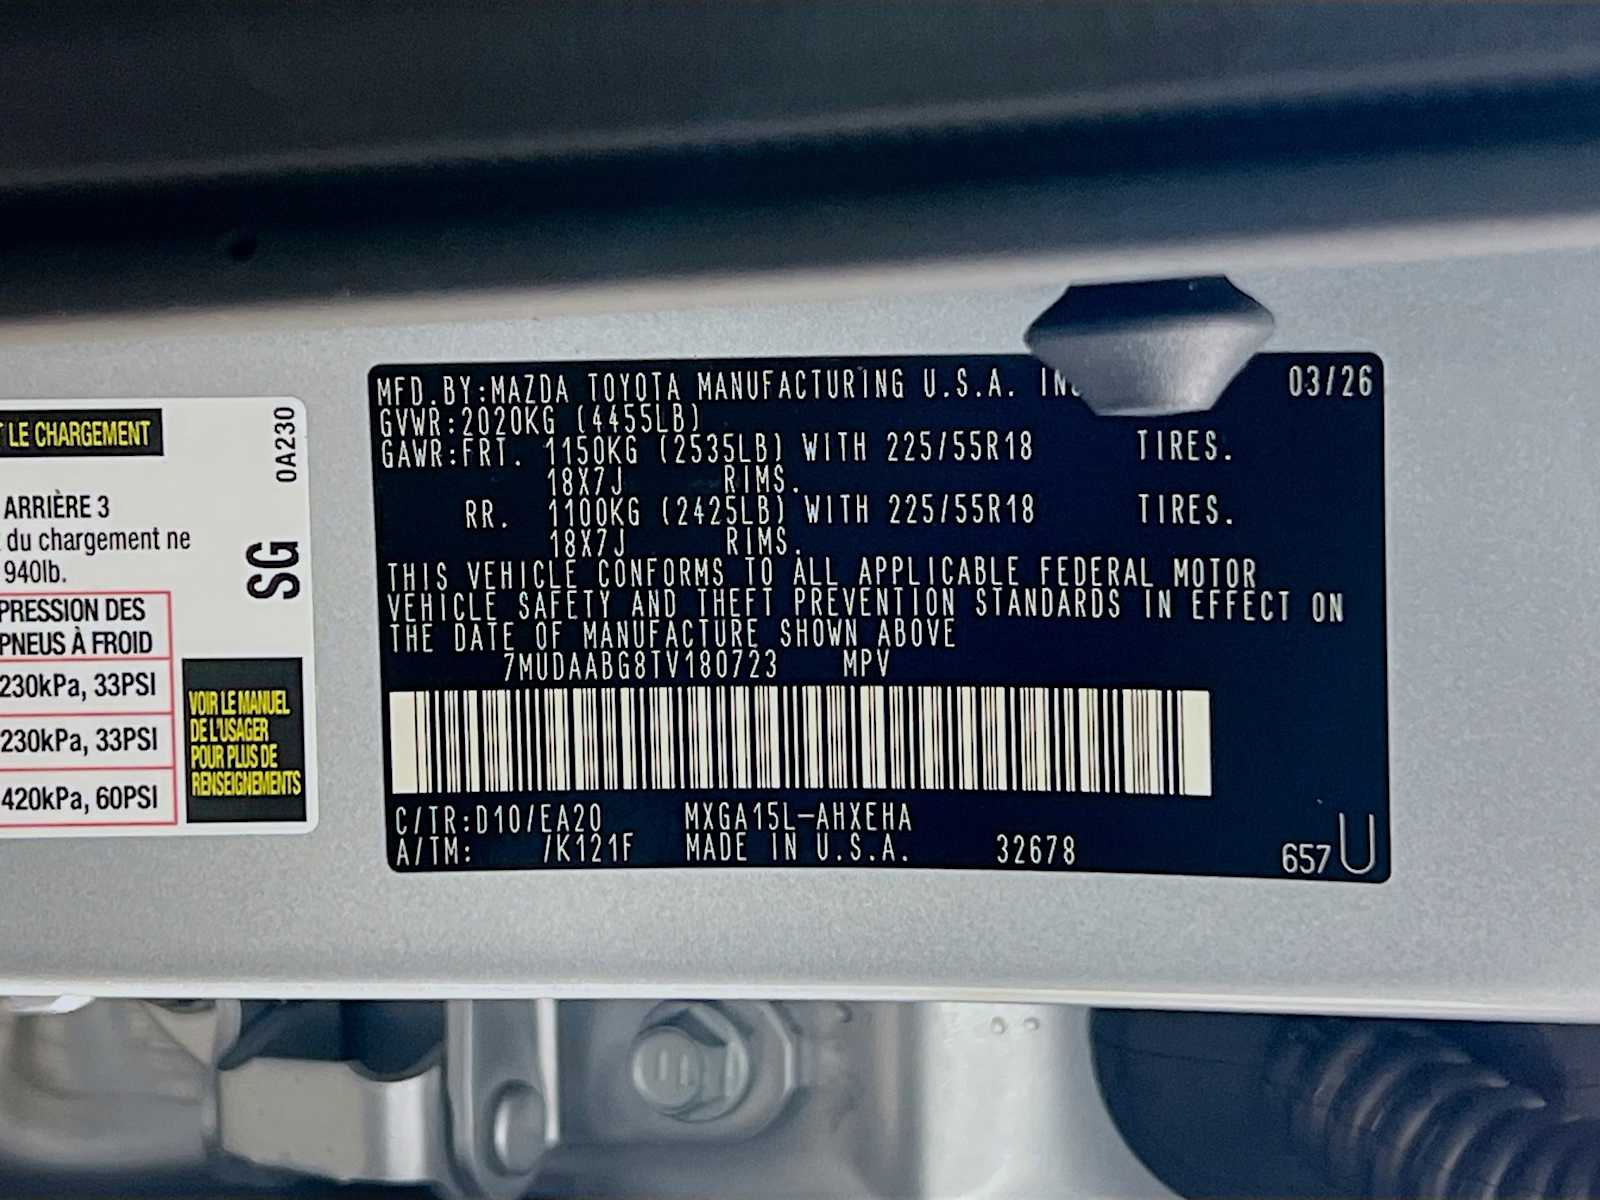 T LE CHARGEMENT
0A230
ARRIÈRE 3
du chargement ne
940lb.
SG
PRESSION DES
PNEUS À FROID
230kPa, 33PSI
230kPa, 33PSI
420kPa, 60PSI
VOIR LE MANUEL
DE L'USAGER
POUR PLUS DE
RENSEIGNEMENTS
MFD.BY:MAZDA TOYOTA MANUFACTURING U.S.A. INC 03/26
GVWR:2020KG (4455LB)
GAWR:FRT. 1150KG (2535LB) WITH 225/55R18 TIRES.
18X7J RIMS.
RR. 1100KG (2425LB) WITH 225/55R18 TIRES.
18X7J RIMS.
THIS VEHICLE CONFORMS TO ALL APPLICABLE FEDERAL MOTOR
VEHICLE SAFETY AND THEFT PREVENTION STANDARDS IN EFFECT ON
THE DATE OF MANUFACTURE SHOWN ABOVE
7MUDAABG8TV180723 MPV
C/TR:D10/EA20 MXGA15L-AHXEHA
A/TM: /K121F MADE IN U.S.A. 32678 657U